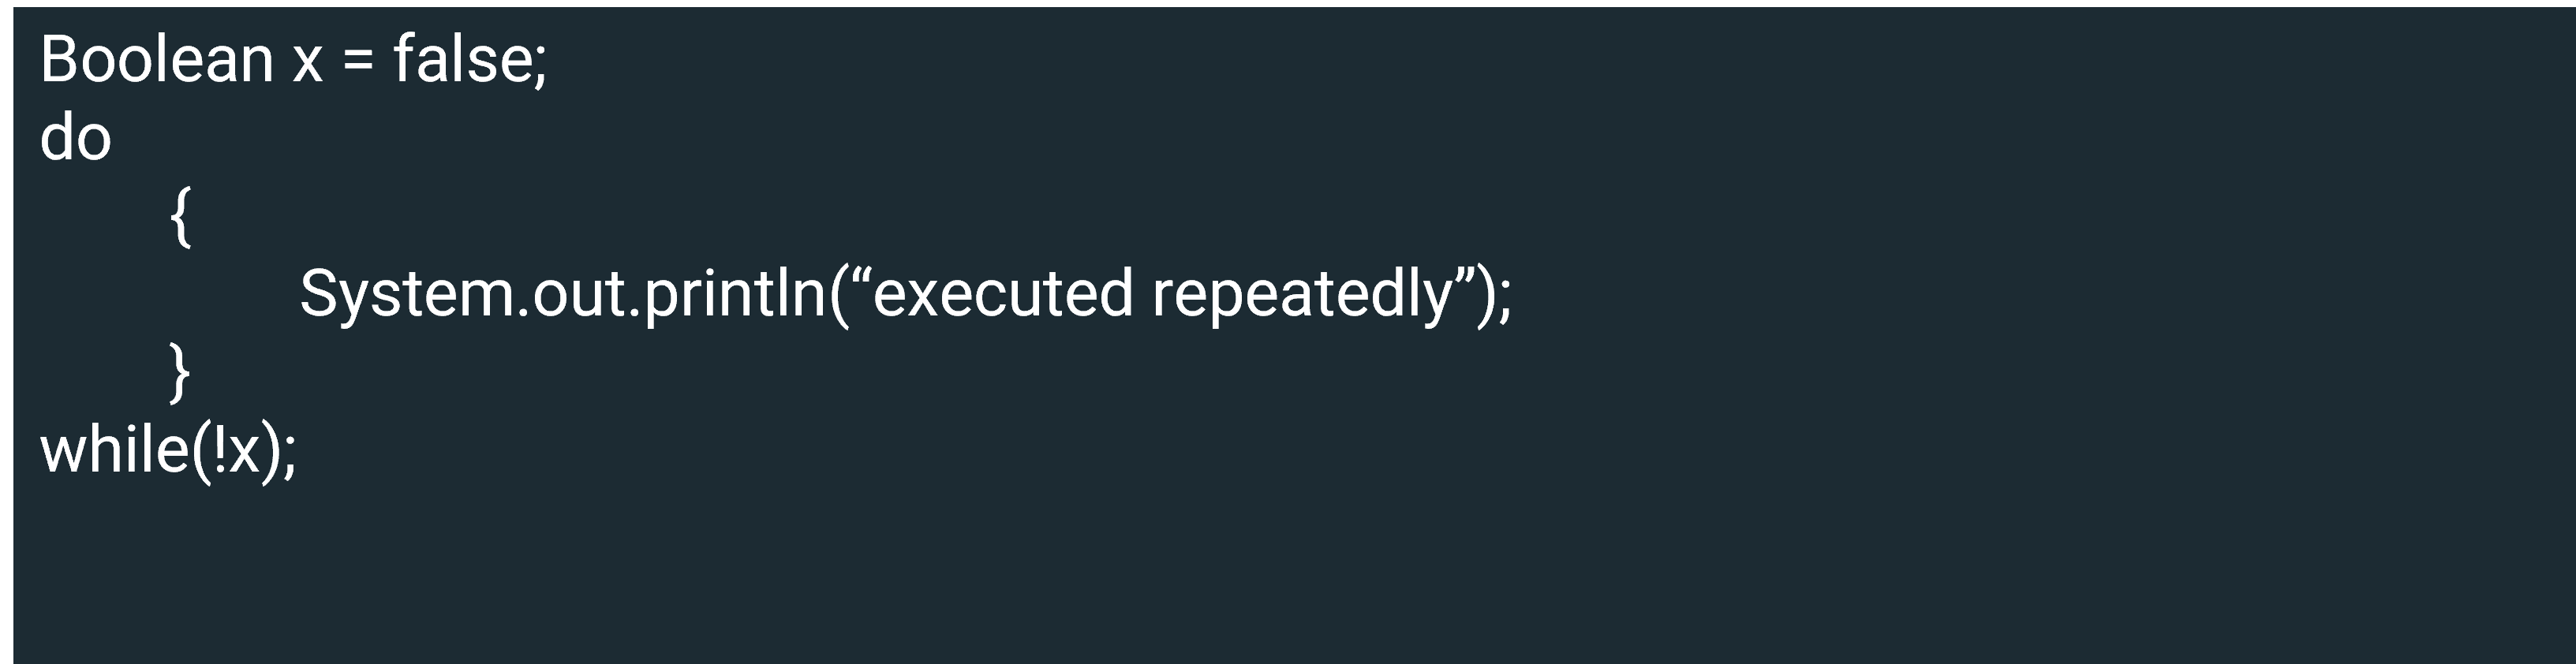 Boolean x = false;
do
{
System.out.println(“executed repeatedly”);
}
while(!x);